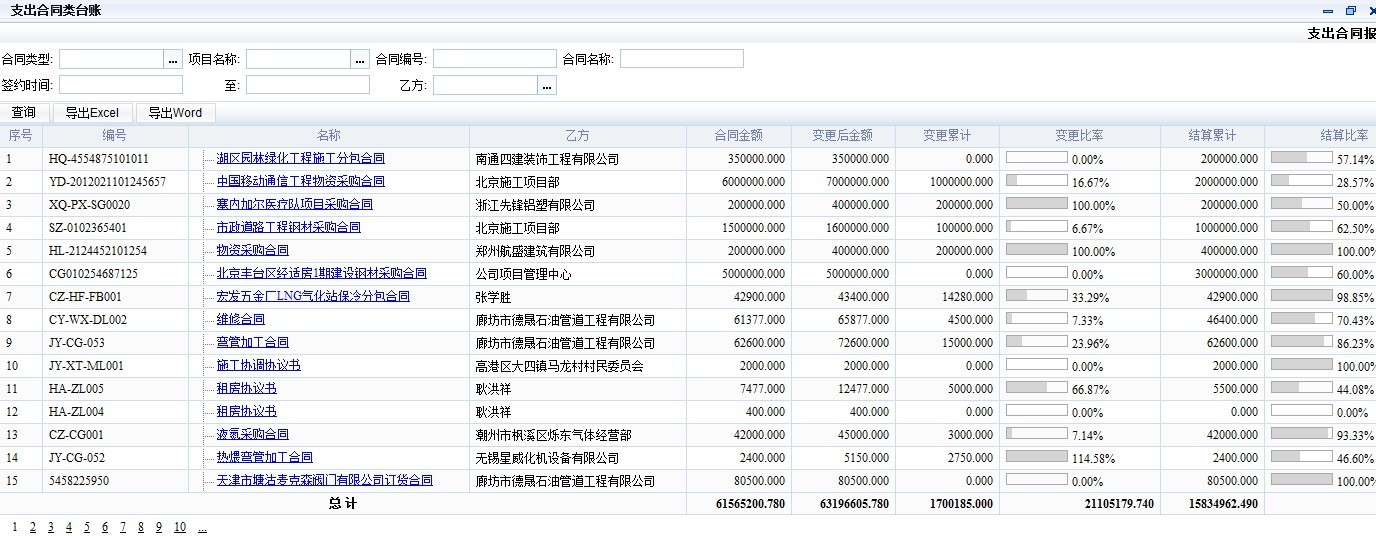 支出合同类台账
支出合同报
合同类型: ... 项目名称: ... 合同编号: 合同名称:
签约时间: 至: 乙方: ...
查询 导出Excel 导出Word
序号 编号 名称 乙方 合同金额 变更后金额 变更累计 变更比率 结算累计 结算比率
1 HQ-4554875101011 湖区园林绿化工程施工分包合同 南通四建装饰工程有限公司 350000.000 350000.000 0.000 0.00% 200000.000 57.14%
2 YD-2012021101245657 中国移动通信工程物资采购合同 北京施工项目部 6000000.000 7000000.000 1000000.000 16.67% 2000000.000 28.57%
3 XQ-PX-SG0020 塞内加尔医疗队项目采购合同 浙江先锋铝塑有限公司 200000.000 400000.000 200000.000 100.00% 200000.000 50.00%
4 SZ-0102365401 市政道路工程钢材采购合同 北京施工项目部 1500000.000 1600000.000 100000.000 6.67% 1000000.000 62.50%
5 HL-2124452101254 物资采购合同 郑州航盛建筑有限公司 200000.000 400000.000 200000.000 100.00% 400000.000 100.00%
6 CG010254687125 北京丰台区经适房1期建设钢材采购合同 公司项目管理中心 5000000.000 5000000.000 0.000 0.00% 3000000.000 60.00%
7 CZ-HF-FB001 宏发五金厂LNG气化站保冷分包合同 张学胜 42900.000 43400.000 14280.000 33.29% 42900.000 98.85%
8 CY-WX-DL002 维修合同 廊坊市德晟石油管道工程有限公司 61377.000 65877.000 4500.000 7.33% 46400.000 70.43%
9 JY-CG-053 弯管加工合同 廊坊市德晟石油管道工程有限公司 62600.000 72600.000 15000.000 23.96% 62600.000 86.23%
10 JY-XT-ML001 施工协调协议书 高港区大四镇马龙村村民委员会 2000.000 2000.000 0.000 0.00% 2000.000 100.00%
11 HA-ZL005 租房协议书 耿洪祥 7477.000 12477.000 5000.000 66.87% 5500.000 44.08%
12 HA-ZL004 租房协议书 耿洪祥 400.000 400.000 0.000 0.00% 0.000 0.00%
13 CZ-CG001 液氮采购合同 潮州市枫溪区烁东气体经营部 42000.000 45000.000 3000.000 7.14% 42000.000 93.33%
14 JY-CG-052 热煨弯管加工合同 无锡星威化机设备有限公司 2400.000 5150.000 2750.000 114.58% 2400.000 46.60%
15 5458225950 天津市塘沽麦克森阀门有限公司订货合同 廊坊市德晟石油管道工程有限公司 80500.000 80500.000 0.000 0.00% 80500.000 100.00%
总 计 61565200.780 63196605.780 1700185.000 21105179.740 15834962.490
1 2 3 4 5 6 7 8 9 10 ...